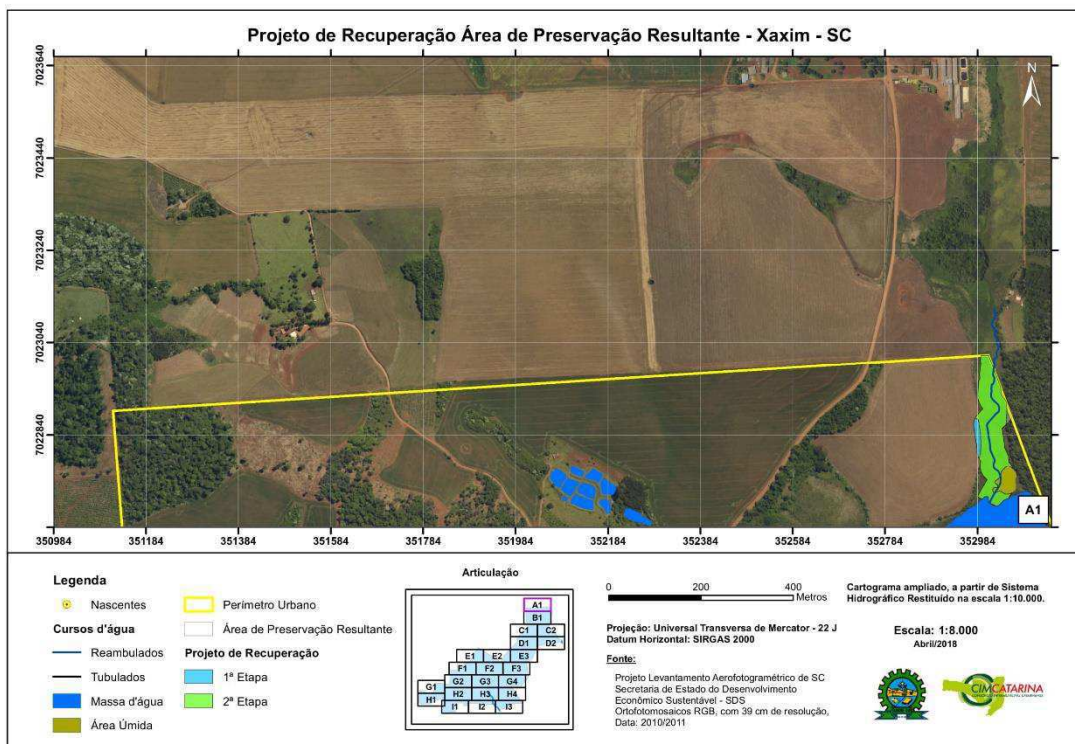 Projeto de Recuperação Área de Preservação Resultante - Xaxim - SC
7023640
7023440
7023240
7023040
7022840
N
A1
350984
351184
351384
351584
351784
351984
352184
352384
352584
352784
352984
Legenda
Nascentes
Cursos d'água
Reambulados
Tubulados
Massa d'água
Área Úmida
Perímetro Urbano
Área de Preservação Resultante
Projeto de Recuperação
1ª Etapa
2ª Etapa
Articulação
A1
B1
C1 C2
D1 D2
E1 E2 E3
F1 F2 F3
G1 G2 G3 G4
H1 H2 H3 H4
I1 I2 I3
0 200 400
Metros
Projeção: Universal Transversa de Mercator - 22 J
Datum Horizontal: SIRGAS 2000
Fonte:
Projeto Levantamento Aerofotogramétrico de SC
Secretaria de Estado do Desenvolvimento
Econômico Sustentável - SDS
Ortofotomosaicos RGB, com 39 cm de resolução,
Data: 2010/2011
Cartograma ampliado, a partir de Sistema
Hidrográfico Restituído na escala 1:10.000.
Escala: 1:8.000
Abril/2018
CIMCATARINA